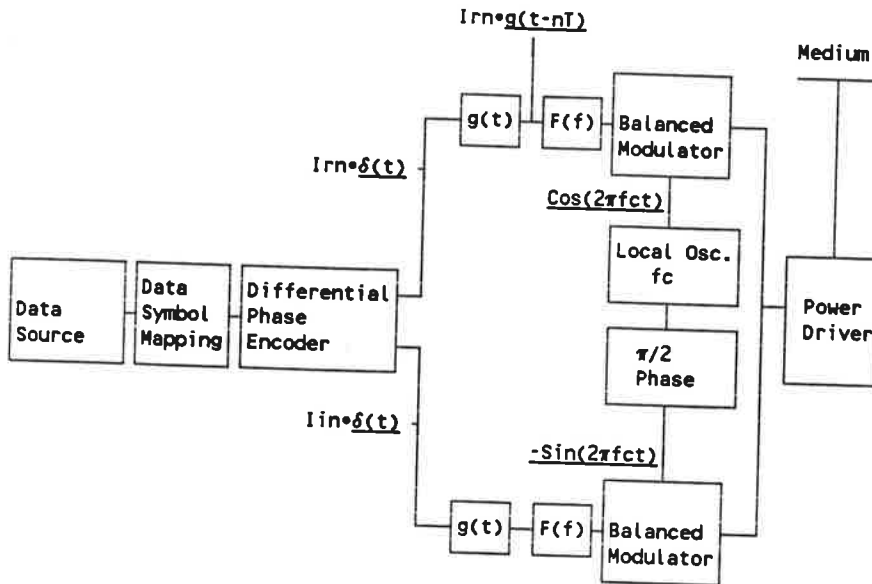 Irn•g(t-nT)
Medium
g(t)
F(f)
Balanced
Modulator
Irn•δ(t)
Cos(2πfct)
Local Osc.
fc
Data
Source
Data
Symbol
Mapping
Differential
Phase
Encoder
Power
Driver
π/2
Phase
Iin•δ(t)
-Sin(2πfct)
g(t)
F(f)
Balanced
Modulator